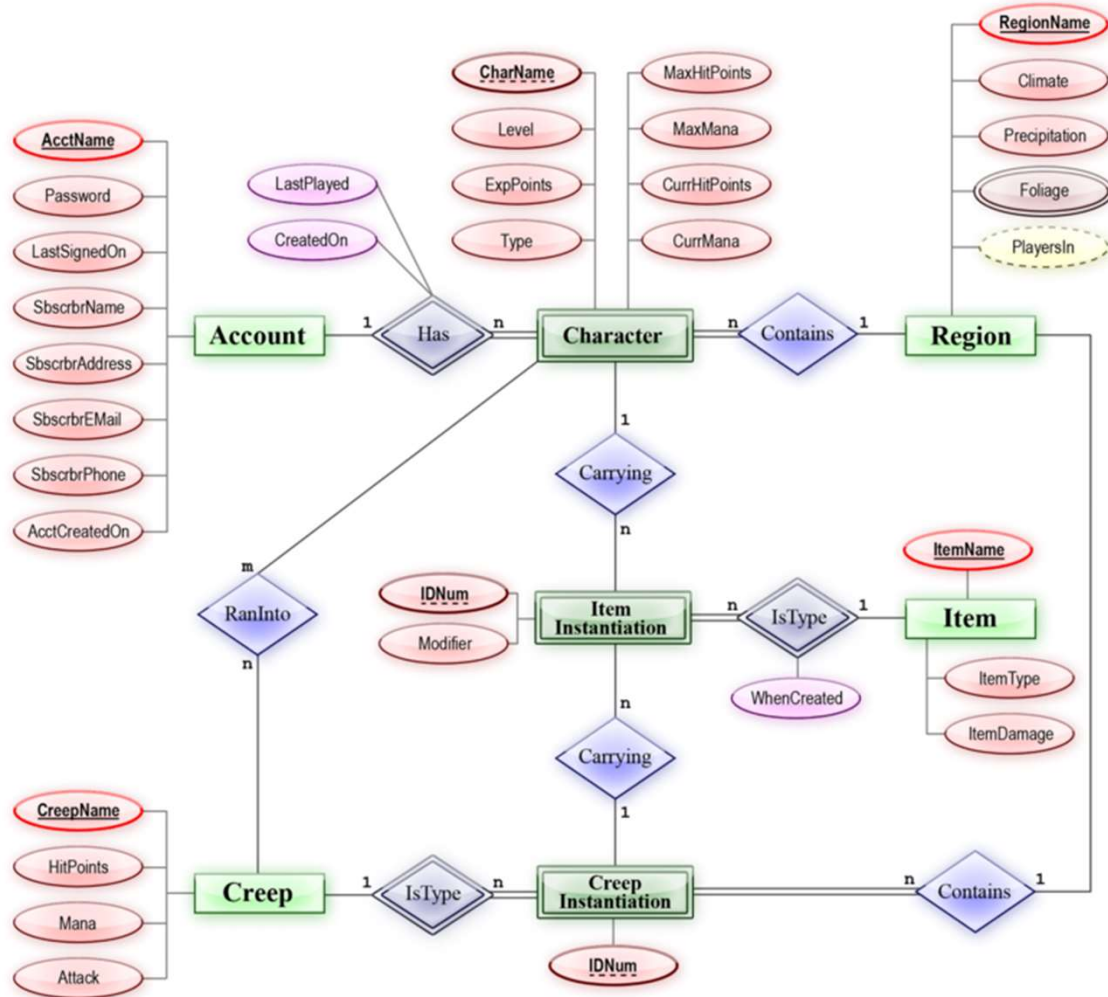 RegionName
CharName
MaxHitPoints
Climate
Level
MaxMana
Precipitation
AcctName
ExpPoints
CurrHitPoints
Foliage
Password
LastPlayed
Type
CurrMana
PlayersIn
LastSignedOn
CreatedOn
SbscrbrName
Account
1
Has
n
Character
n
Contains
1
Region
SbscrbrAddress
SbscrbrEMail
SbscrbrPhone
AcctCreatedOn
1
Carrying
n
ItemName
m
RanInto
n
IDNum
Modifier
Item
Instantiation
n
IsType
1
Item
WhenCreated
ItemType
ItemDamage
n
Carrying
1
CreepName
HitPoints
Mana
Attack
Creep
1
IsType
n
Creep
Instantiation
n
Contains
1
IDNum